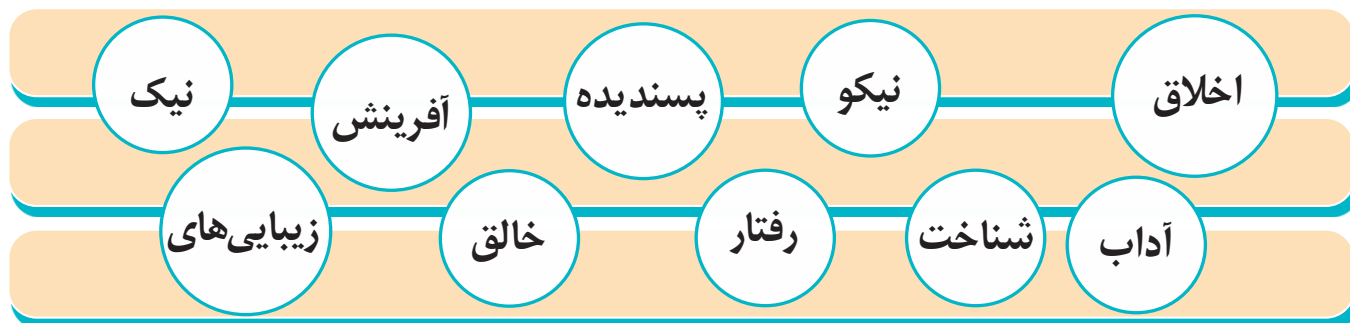 اخلاق نیکو پسندیده آفرینش نیک
آداب شناخت رفتار خالق زیبایی‌های